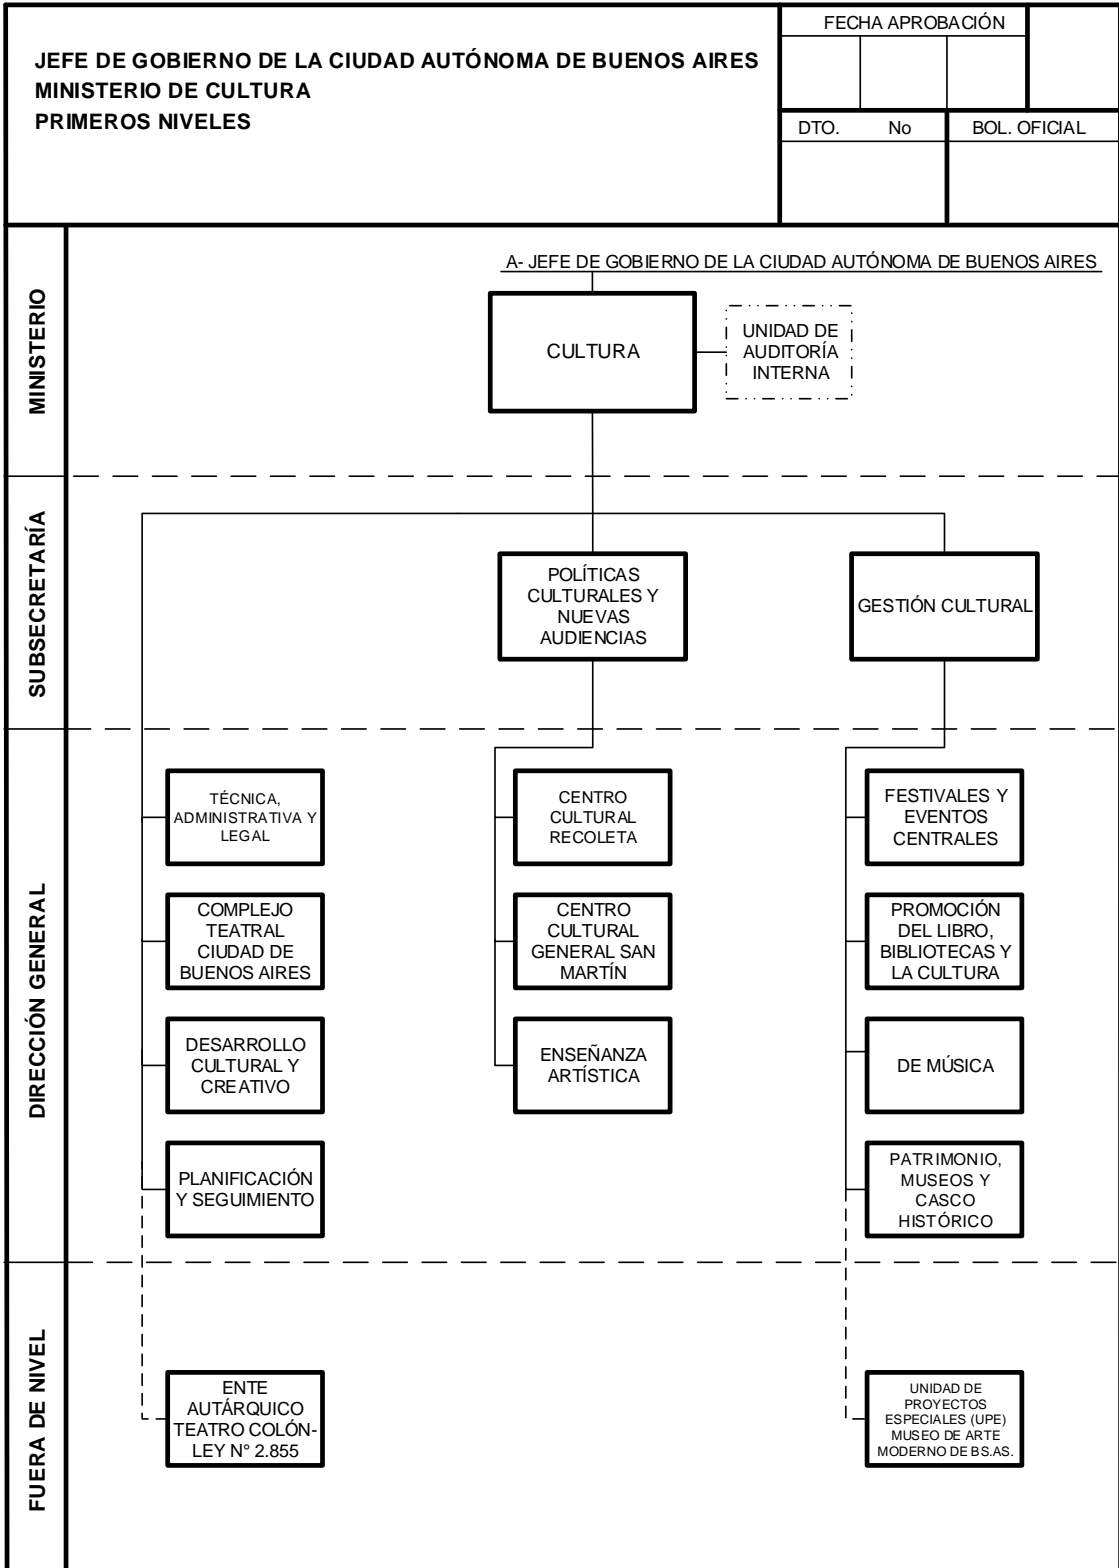 JEFE DE GOBIERNO DE LA CIUDAD AUTÓNOMA DE BUENOS AIRES
MINISTERIO DE CULTURA
PRIMEROS NIVELES
FECHA APROBACIÓN
DTO. No
BOL. OFICIAL
MINISTERIO
A- JEFE DE GOBIERNO DE LA CIUDAD AUTÓNOMA DE BUENOS AIRES
CULTURA
UNIDAD DE
AUDITORÍA
INTERNA
SUBSECRETARÍA
POLÍTICAS
CULTURALES Y
NUEVAS
AUDIENCIAS
GESTIÓN CULTURAL
DIRECCIÓN GENERAL
TÉCNICA,
ADMINISTRATIVA Y
LEGAL
COMPLEJO
TEATRAL
CIUDAD DE
BUENOS AIRES
DESARROLLO
CULTURAL Y
CREATIVO
PLANIFICACIÓN
Y SEGUIMIENTO
CENTRO
CULTURAL
RECOLETA
CENTRO
CULTURAL
GENERAL SAN
MARTÍN
ENSEÑANZA
ARTÍSTICA
FESTIVALES Y
EVENTOS
CENTRALES
PROMOCIÓN
DEL LIBRO,
BIBLIOTECAS Y
LA CULTURA
DE MÚSICA
PATRIMONIO,
MUSEOS Y
CASCO
HISTÓRICO
FUERA DE NIVEL
ENTE
AUTÁRQUICO
TEATRO COLÓN-
LEY N° 2.855
UNIDAD DE
PROYECTOS
ESPECIALES (UPE)
MUSEO DE ARTE
MODERNO DE BS.AS.